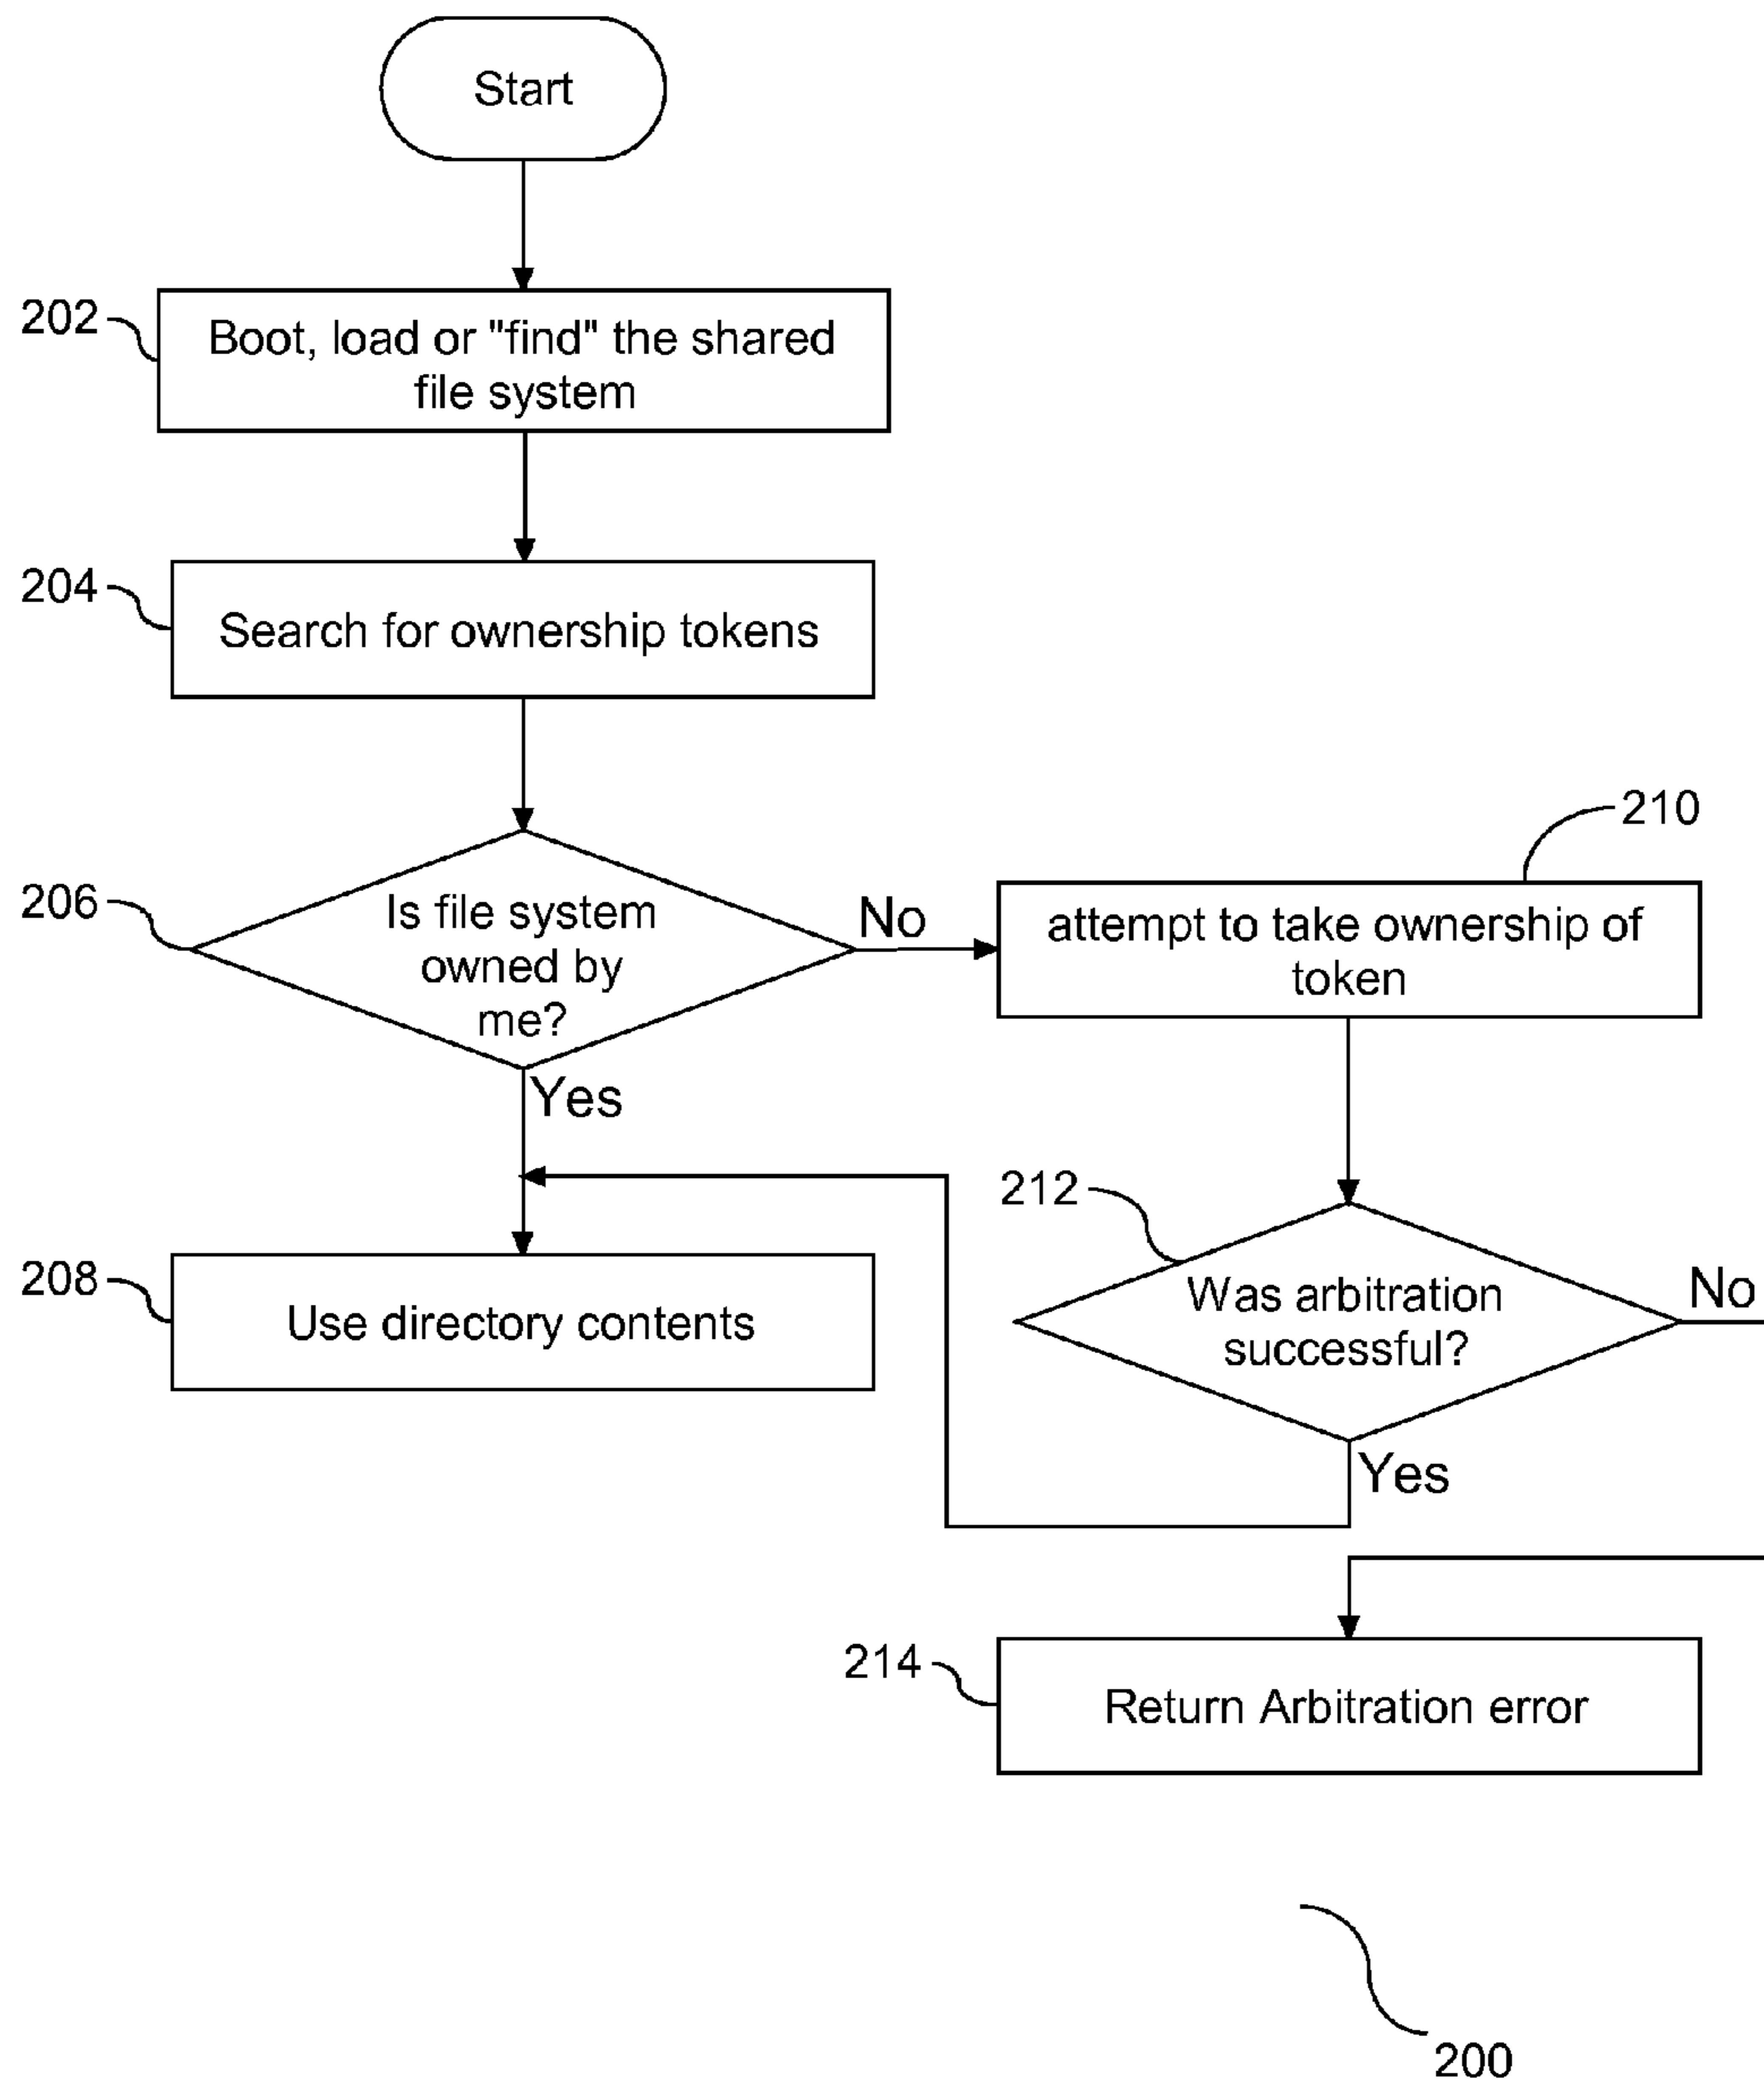 Start
202
Boot, load or "find" the shared
file system
204
Search for ownership tokens
206
Is file system
owned by
me?
No
210
attempt to take ownership of
token
Yes
212
Was arbitration
successful?
No
208
Use directory contents
Yes
214
Return Arbitration error
200